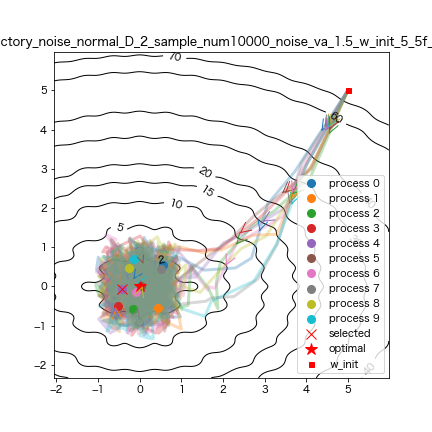 ctory_noise_normal_D_2_sample_num10000_noise_va_1.5_w_init_5_5f_
70
60
20
15
10
5
2
40
5
4
3
2
1
0
−1
−2
−2 −1 0 1 2 3 4 5
process 0
process 1
process 2
process 3
process 4
process 5
process 6
process 7
process 8
process 9
selected
optimal
w_init